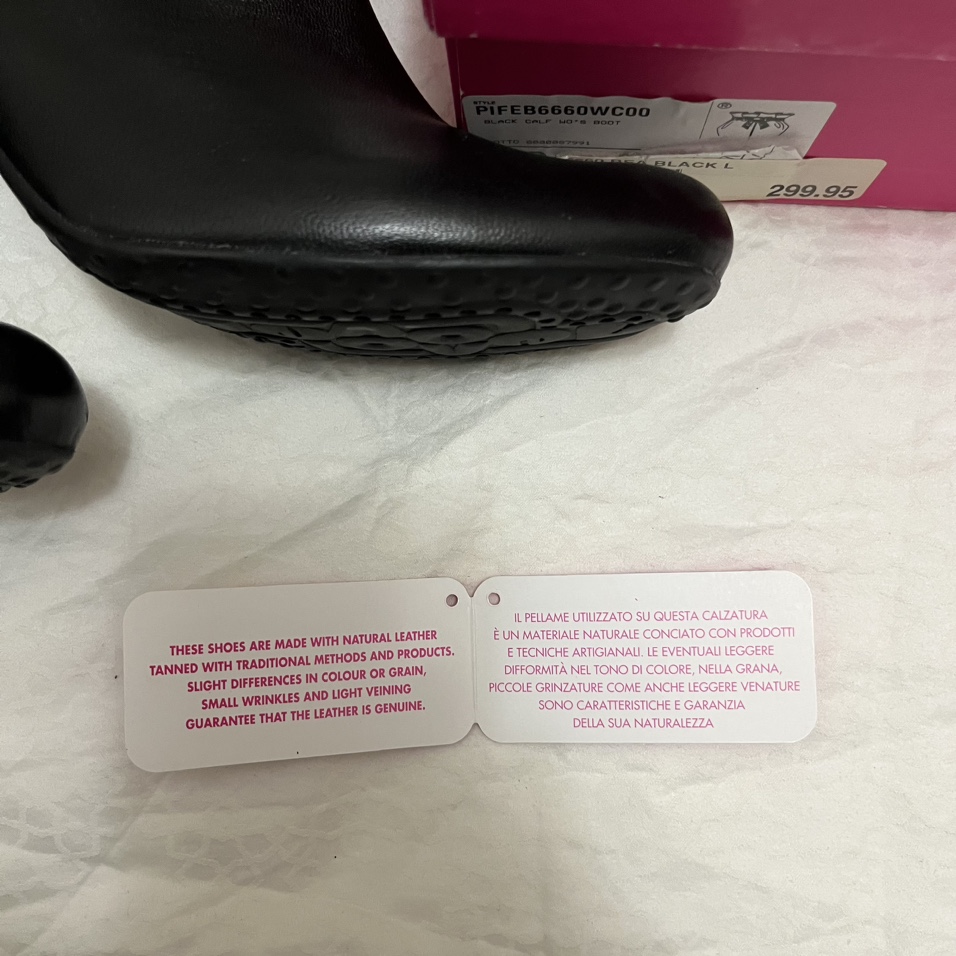 STYLE
PIFEB6660WC00
BLACK CALF WO'S BOOT
®
BLACK L
299.95
THESE SHOES ARE MADE WITH NATURAL LEATHER
TANNED WITH TRADITIONAL METHODS AND PRODUCTS.
SLIGHT DIFFERENCES IN COLOUR OR GRAIN,
SMALL WRINKLES AND LIGHT VEINING
GUARANTEE THAT THE LEATHER IS GENUINE.
IL PELLAME UTILIZZATO SU QUESTA CALZATURA
È UN MATERIALE NATURALE CONCIATO CON PRODOTTI
E TECNICHE ARTIGIANALI. LE EVENTUALI LEGGERE
DIFFORMITÀ NEL TONO DI COLORE, NELLA GRANA,
PICCOLE GRINZATURE COME ANCHE LEGGERE VENATURE
SONO CARATTERISTICHE E GARANZIA
DELLA SUA NATURALEZZA